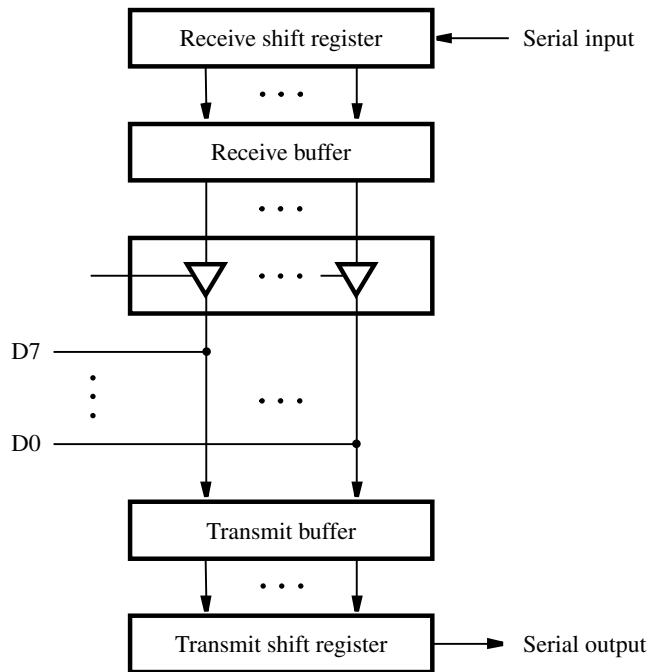 Receive shift register
Serial input
Receive buffer
D7
D0
Transmit buffer
Transmit shift register
Serial output